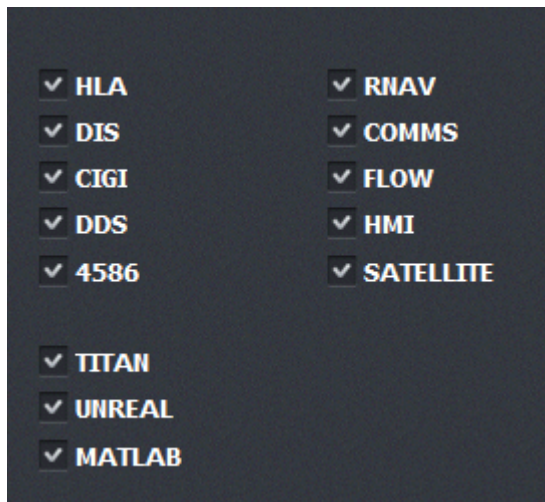 HLA
DIS
CIGI
DDS
4586
TITAN
UNREAL
MATLAB
RNAV
COMMS
FLOW
HMI
SATELLITE